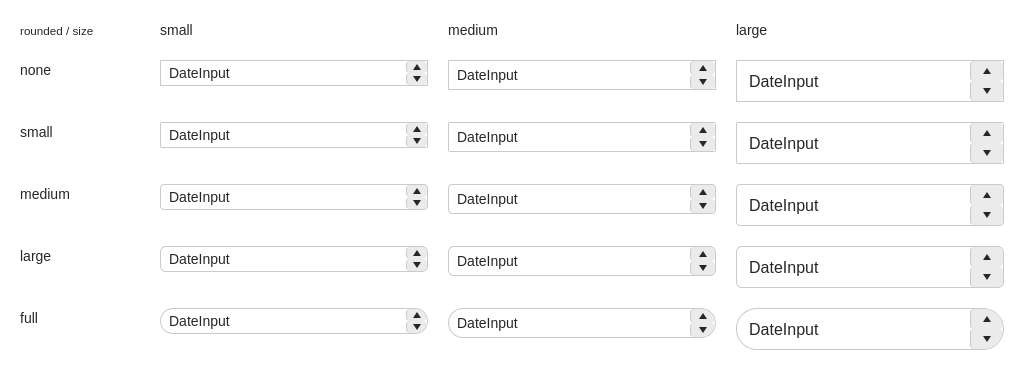 rounded / size small medium large
none DateInput DateInput DateInput
small DateInput DateInput DateInput
medium DateInput DateInput DateInput
large DateInput DateInput DateInput
full DateInput DateInput DateInput